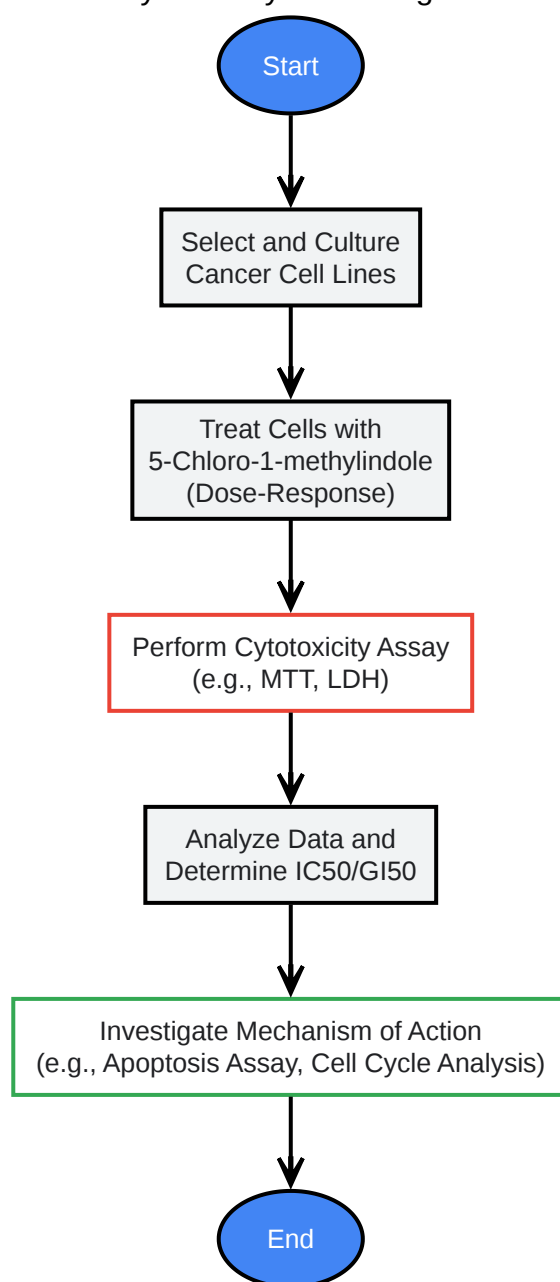 Start
Select and Culture
Cancer Cell Lines
Treat Cells with
5-Chloro-1-methylindole
(Dose-Response)
Perform Cytotoxicity Assay
(e.g., MTT, LDH)
Analyze Data and
Determine IC50/GI50
Investigate Mechanism of Action
(e.g., Apoptosis Assay, Cell Cycle Analysis)
End